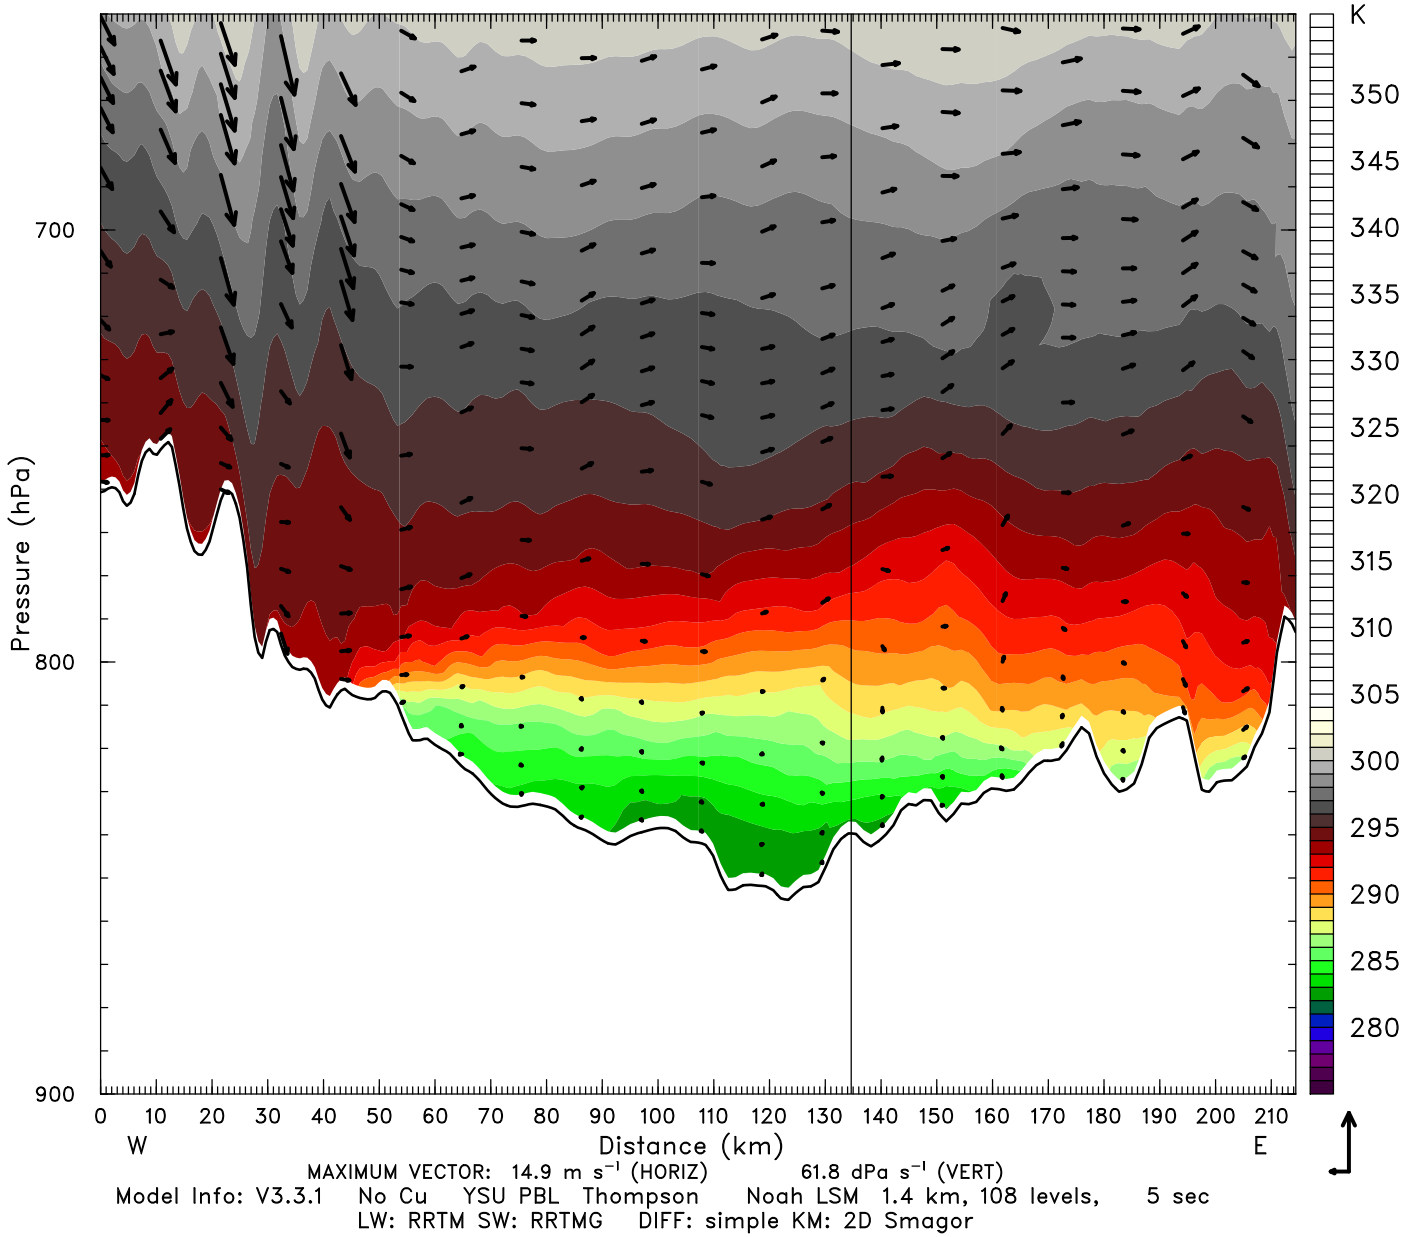 K
350
345
700
340
335
330
325
Pressure (hPa)
320
315
310
800
305
300
295
290
285
280
900
0 10 20 30 40 50 60 70 80 90 100 110 120 130 140 150 160 170 180 190 200 210
W Distance (km) E
MAXIMUM VECTOR: 14.9 m s⁻¹ (HORIZ) 61.8 dPa s⁻¹ (VERT)
Model Info: V3.3.1 No Cu YSU PBL Thompson Noah LSM 1.4 km, 108 levels, 5 sec
LW: RRTM SW: RRTMG DIFF: simple KM: 2D Smagor